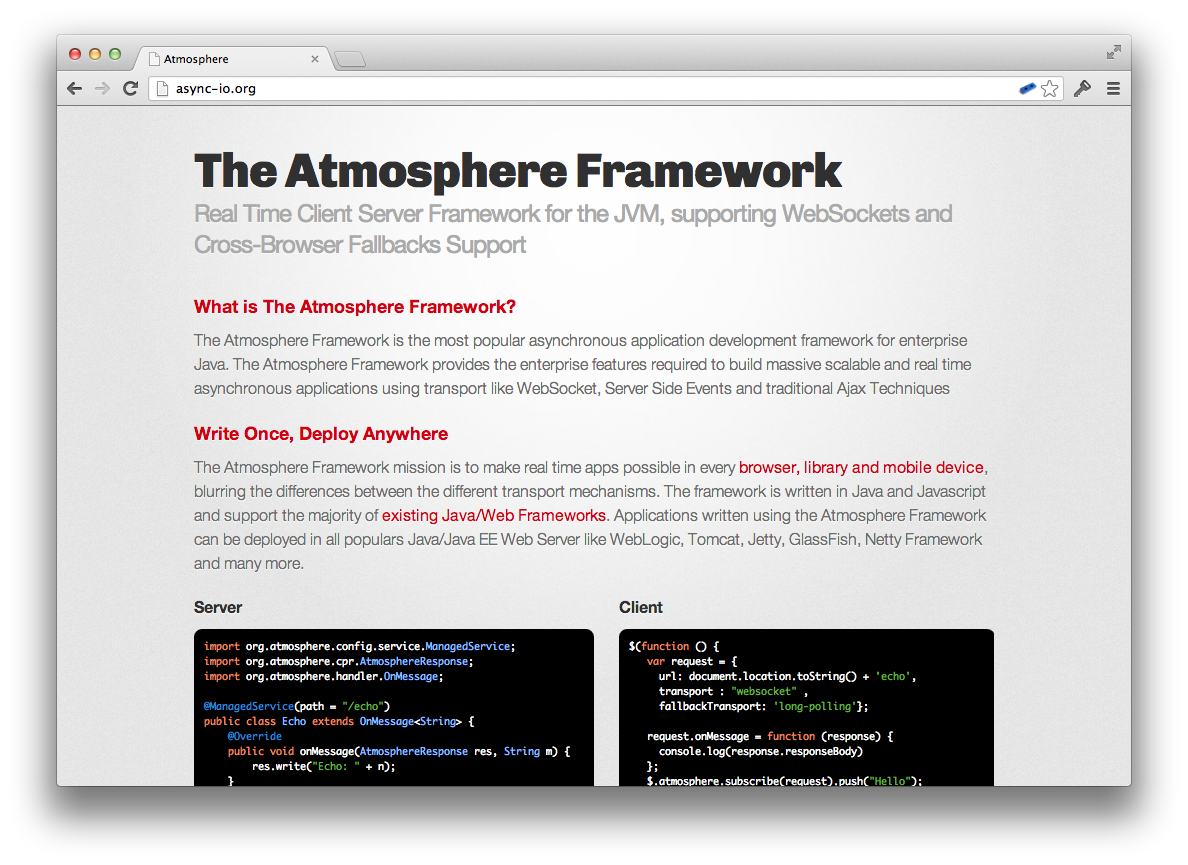 Atmosphere
async-io.org
The Atmosphere Framework
Real Time Client Server Framework for the JVM, supporting WebSockets and
Cross-Browser Fallbacks Support
What is The Atmosphere Framework?
The Atmosphere Framework is the most popular asynchronous application development framework for enterprise
Java. The Atmosphere Framework provides the enterprise features required to build massive scalable and real time
asynchronous applications using transport like WebSocket, Server Side Events and traditional Ajax Techniques
Write Once, Deploy Anywhere
The Atmosphere Framework mission is to make real time apps possible in every browser, library and mobile device,
blurring the differences between the different transport mechanisms. The framework is written in Java and Javascript
and support the majority of existing Java/Web Frameworks. Applications written using the Atmosphere Framework
can be deployed in all populars Java/Java EE Web Server like WebLogic, Tomcat, Jetty, GlassFish, Netty Framework
and many more.
Server
import org.atmosphere.config.service.ManagedService;
import org.atmosphere.cpr.AtmosphereResponse;
import org.atmosphere.handler.OnMessage;
@ManagedService(path = "/echo")
public class Echo extends OnMessage<String> {
@Override
public void onMessage(AtmosphereResponse res, String m) {
res.write("Echo: " + n);
}
Client
$(function () {
var request = {
url: document.location.toString() + 'echo',
transport : "websocket" ,
fallbackTransport: 'long-polling'};
request.onMessage = function (response) {
console.log(response.responseBody)
};
$.atmosphere.subscribe(request).push("Hello");